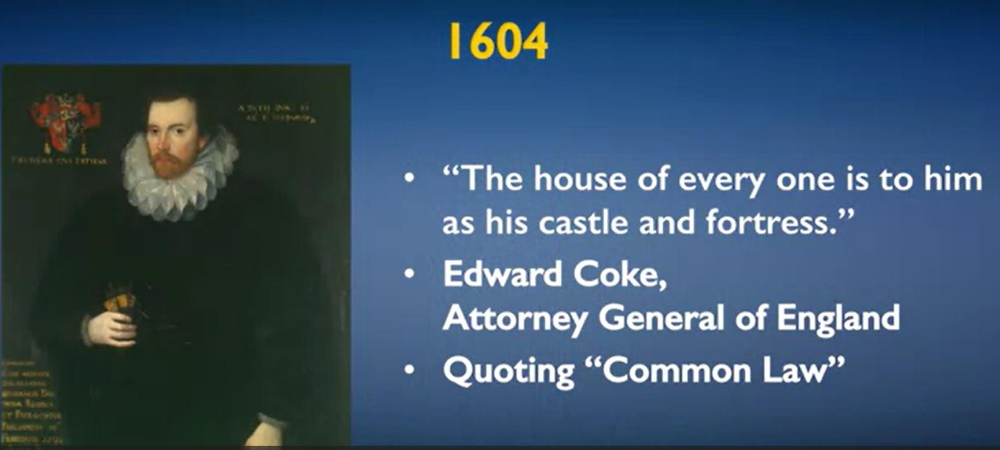 1604
• “The house of every one is to him
as his castle and fortress.”
• Edward Coke,
Attorney General of England
• Quoting “Common Law”